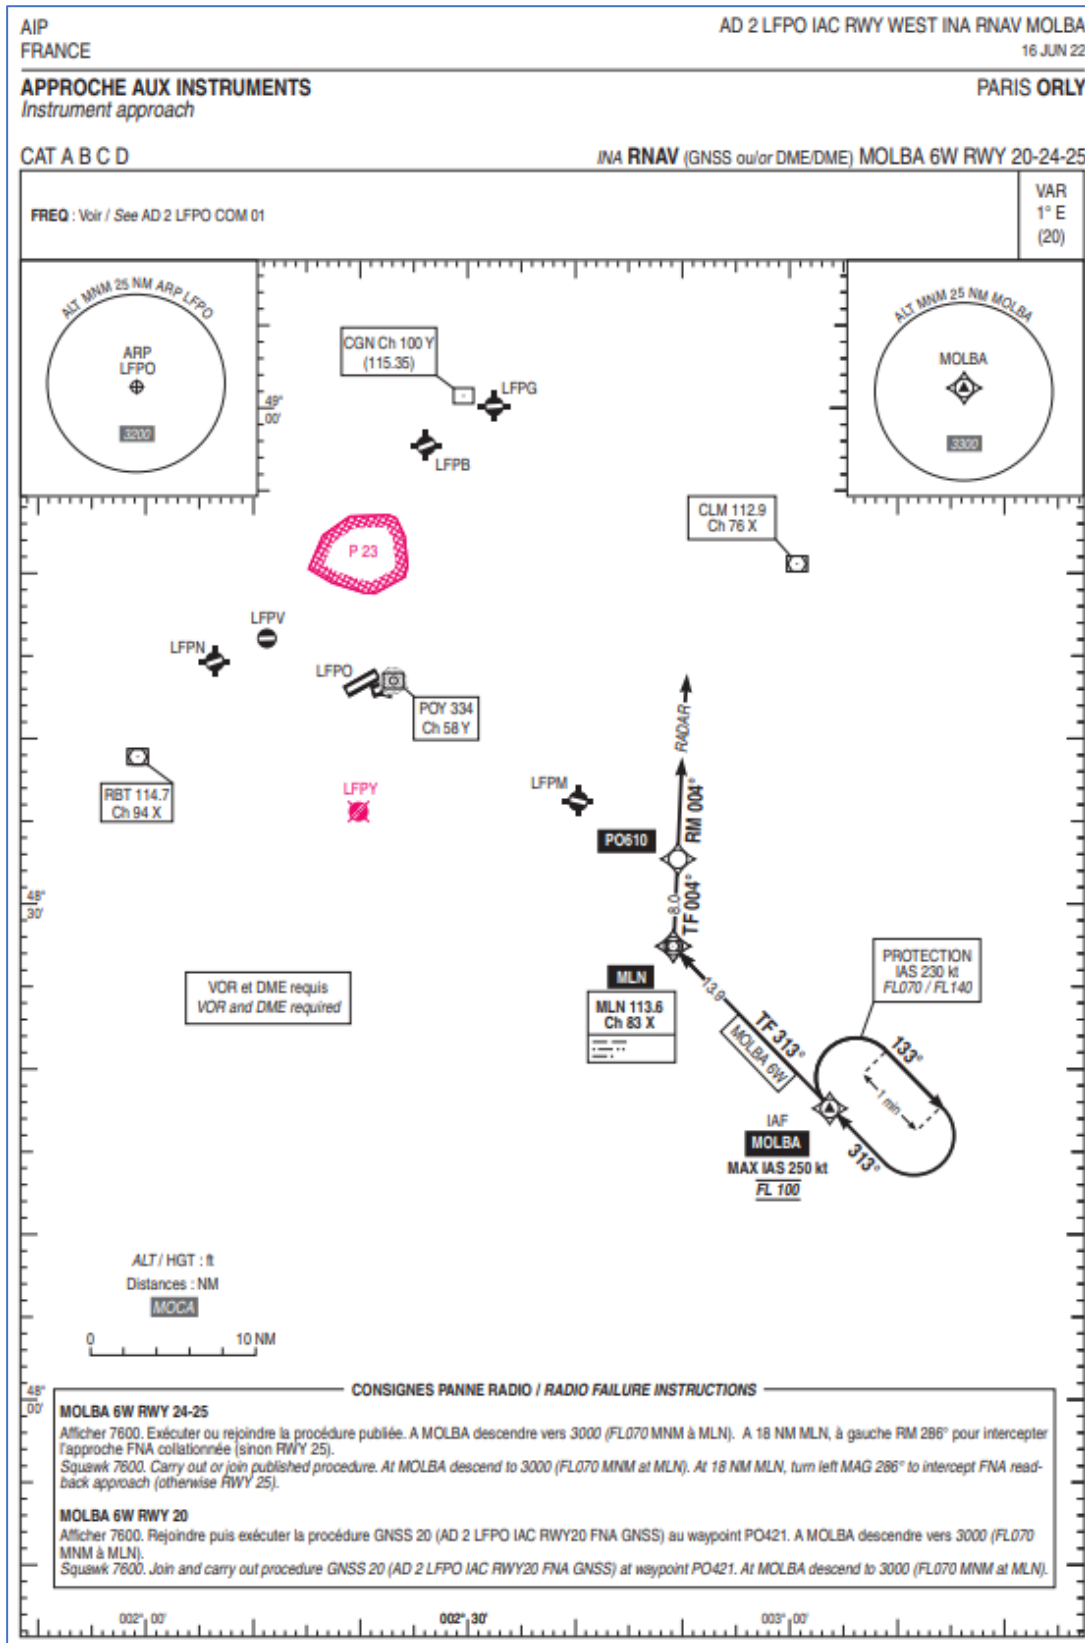 AIP
FRANCE
AD 2 LFPO IAC RWY WEST INA RNAV MOLBA
16 JUN 22
APPROCHE AUX INSTRUMENTS
Instrument approach
PARIS ORLY
CAT A B C D
INA RNAV (GNSS ou/or DME/DME) MOLBA 6W RWY 20-24-25
FREQ : Voir / See AD 2 LFPO COM 01
VAR
1° E
(20)
ALT MNM 25 NM ARP LFPO
ARP
LFPO
3200
CGN Ch 100 Y
(115.35)
LFPG
LFPB
49°
00'
ALT MNM 25 NM MOLBA
MOLBA
3300
CLM 112.9
Ch 76 X
P 23
LFPV
LFPN
LFPO
POY 334
Ch 58 Y
RBT 114.7
Ch 94 X
LFPY
LFPM
RADAR
RM 004°
PO610
TF 004°
8.0
48°
30'
MLN
MLN 113.6
Ch 83 X
VOR et DME requis
VOR and DME required
13.9
TF 313°
MOLBA 6W
PROTECTION
IAS 230 kt
FL070 / FL140
133°
1 min
313°
IAF
MOLBA
MAX IAS 250 kt
FL 100
ALT / HGT : ft
Distances : NM
MOCA
0 10 NM
48°
00'
CONSIGNES PANNE RADIO / RADIO FAILURE INSTRUCTIONS
MOLBA 6W RWY 24-25
Afficher 7600. Exécuter ou rejoindre la procédure publiée. A MOLBA descendre vers 3000 (FL070 MNM à MLN). A 18 NM MLN, à gauche RM 286° pour intercepter
l'approche FNA collationnée (sinon RWY 25).
Squawk 7600. Carry out or join published procedure. At MOLBA descend to 3000 (FL070 MNM at MLN). At 18 NM MLN, turn left MAG 286° to intercept FNA read-
back approach (otherwise RWY 25).
MOLBA 6W RWY 20
Afficher 7600. Rejoindre puis exécuter la procédure GNSS 20 (AD 2 LFPO IAC RWY20 FNA GNSS) au waypoint PO421. A MOLBA descendre vers 3000 (FL070
MNM à MLN).
Squawk 7600. Join and carry out procedure GNSS 20 (AD 2 LFPO IAC RWY20 FNA GNSS) at waypoint PO421. At MOLBA descend to 3000 (FL070 MNM at MLN).
002° 00' 002° 30' 003° 00'